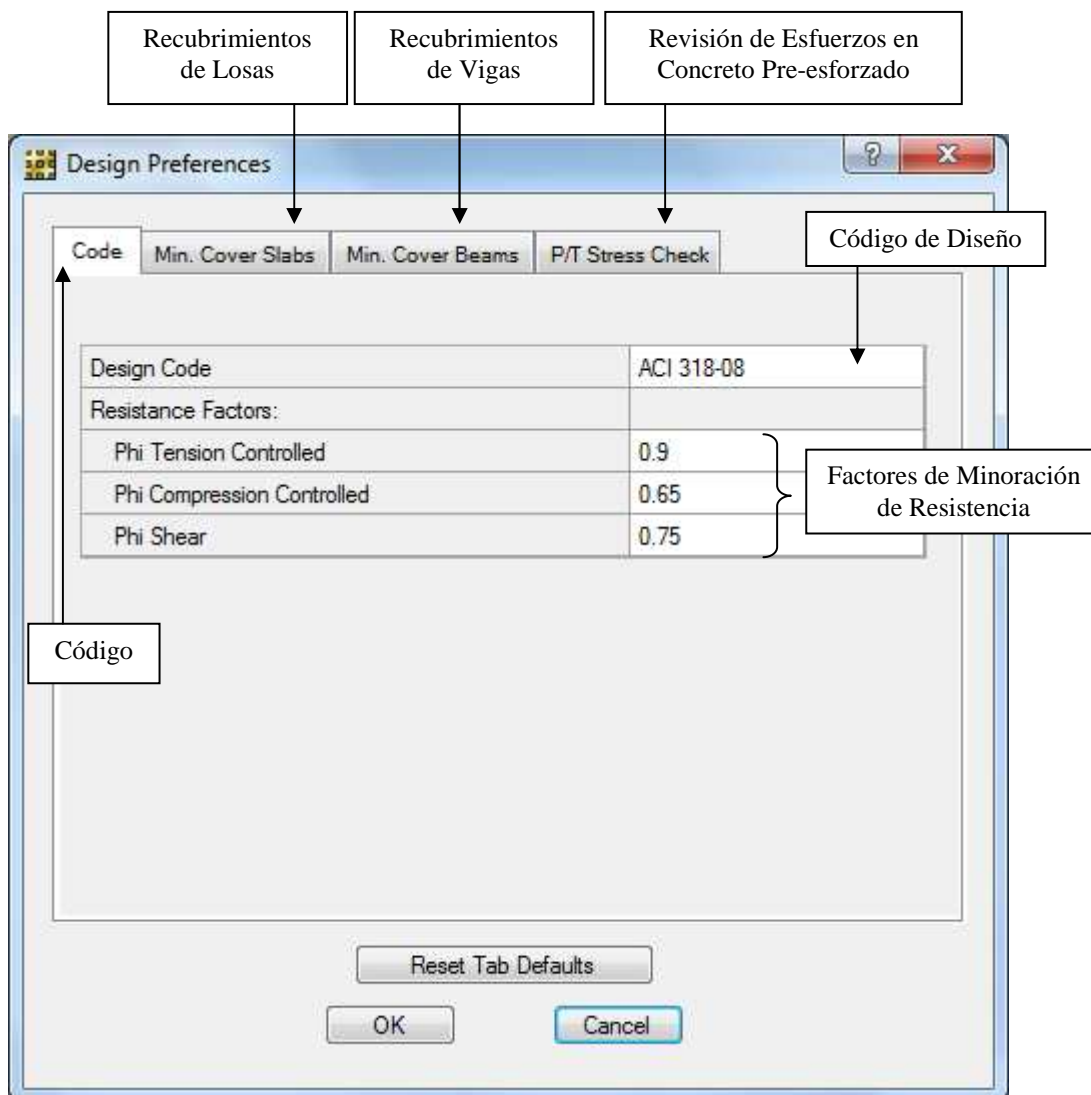 Recubrimientos
de Losas
Recubrimientos
de Vigas
Revisión de Esfuerzos en
Concreto Pre-esforzado
Design Preferences
Code
Min. Cover Slabs
Min. Cover Beams
P/T Stress Check
Código de Diseño
Design Code
ACI 318-08
Resistance Factors:
Phi Tension Controlled
0.9
Phi Compression Controlled
0.65
Phi Shear
0.75
Factores de Minoración
de Resistencia
Código
Reset Tab Defaults
OK
Cancel